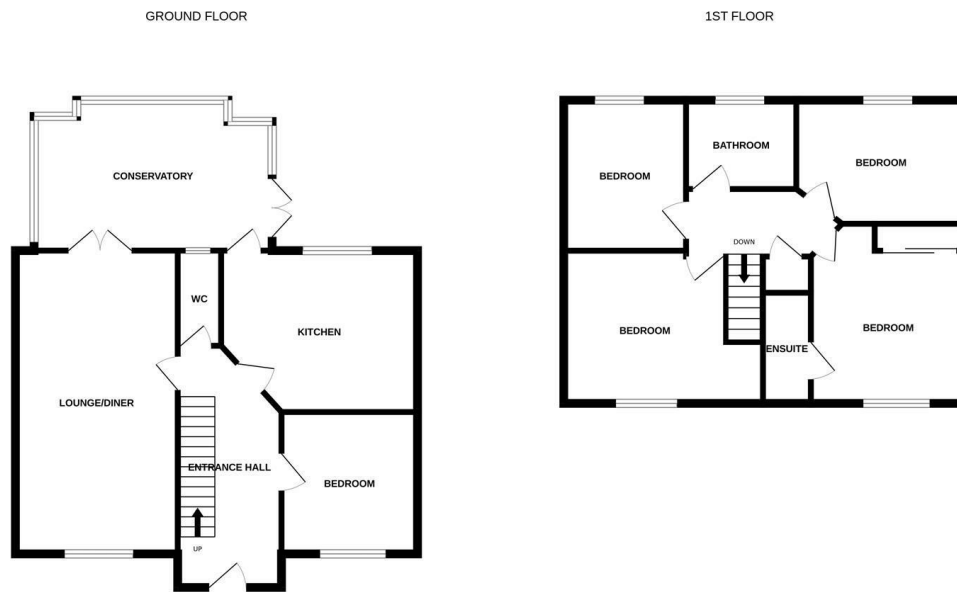 GROUND FLOOR
CONSERVATORY
WC
KITCHEN
LOUNGE/DINER
ENTRANCE HALL
BEDROOM
UP
1ST FLOOR
BATHROOM
BEDROOM
BEDROOM
DOWN
BEDROOM
BEDROOM
ENSUITE